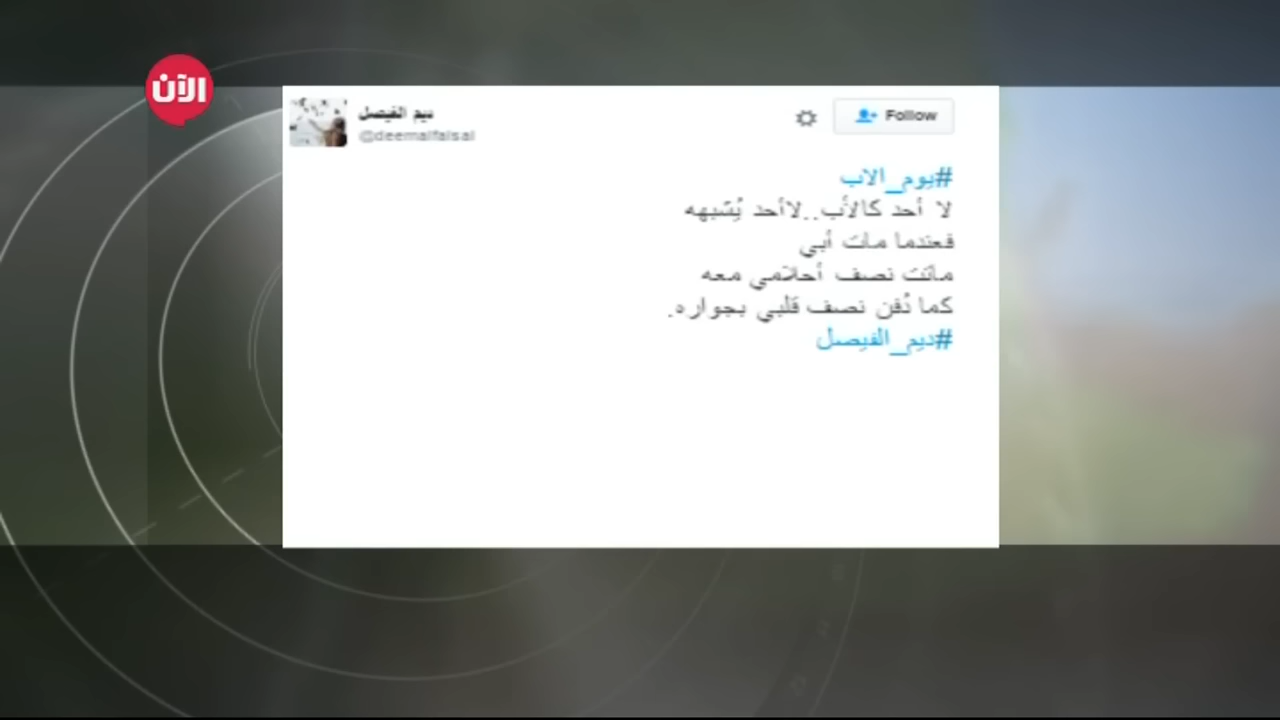 الآن
ديم الفيصل
@deemalfaisal
Follow
#يوم_الاب
لا أحد كالأب..لاأحد يُشبهه
فعندما مات أبي
ماتت نصف أحلامي معه
كما دُفن نصف قلبي بجواره.
#ديم_الفيصل